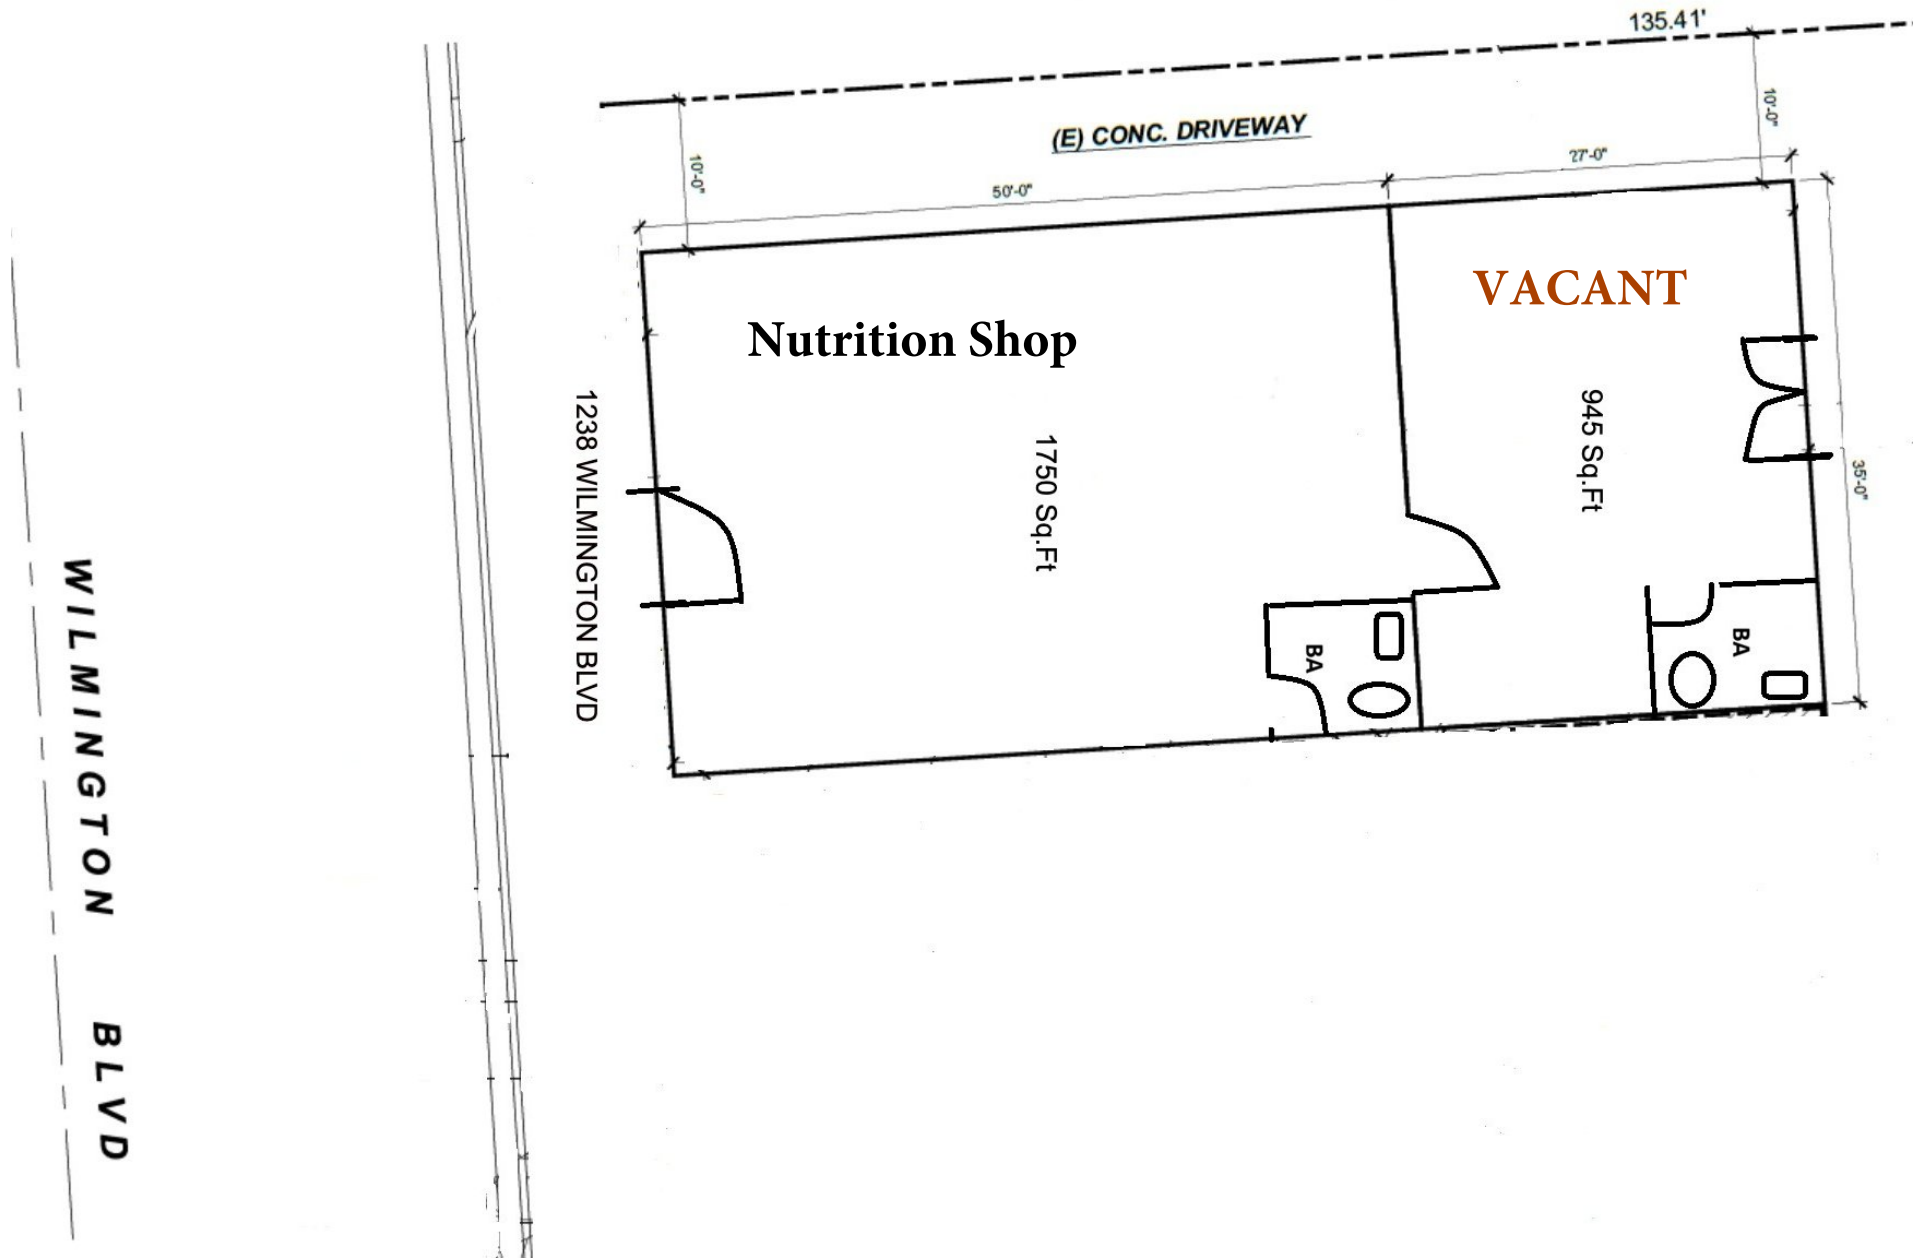 135.41'
(E) CONC. DRIVEWAY
10'-0"
10'-0"
50'-0"
27'-0"
VACANT
Nutrition Shop
1238 WILMINGTON BLVD
1750 Sq.Ft
945 Sq.Ft
35'-0"
BA
BA
WILMINGTON BLVD